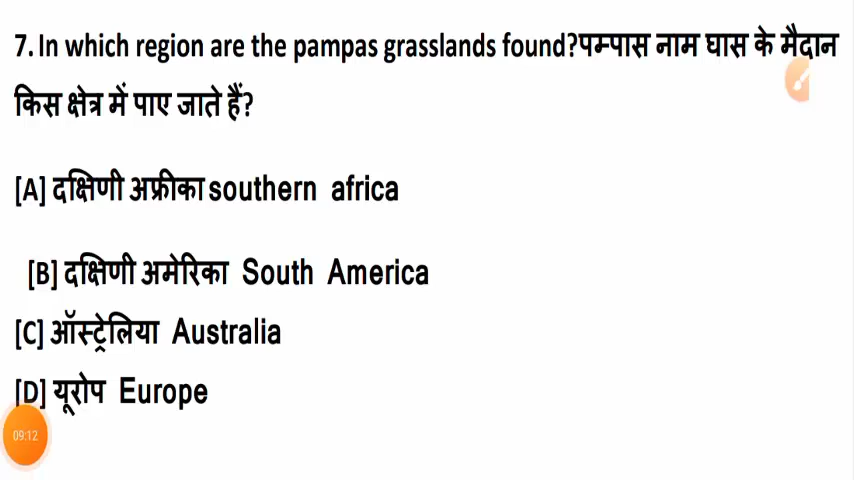 7. In which region are the pampas grasslands found?पम्पास नाम घास के मैदान
किस क्षेत्र में पाए जाते हैं?
[A] दक्षिणी अफ्रीका southern africa
[B] दक्षिणी अमेरिका South America
[C] ऑस्ट्रेलिया Australia
[D] यूरोप Europe
09:12